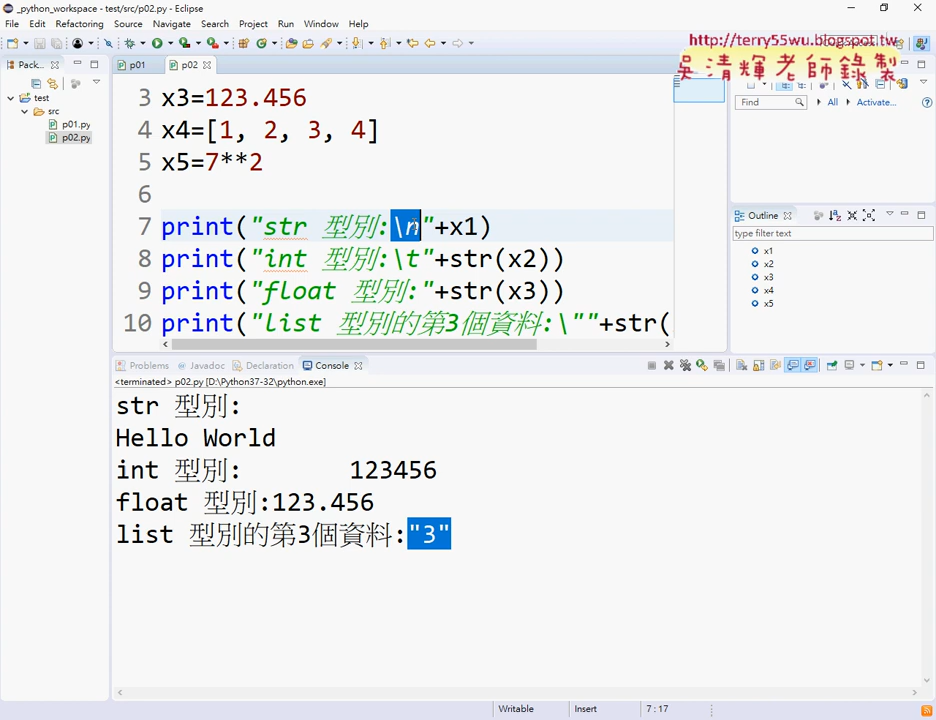 _python_workspace - test/src/p02.py - Eclipse
File Edit Refactoring Source Navigate Search Project Run Window Help
http://terry55wu.blogspot.tw
吳清輝老師錄製
Pack...
p01
p02
test
src
p01.py
p02.py
3 x3=123.456
4 x4=[1, 2, 3, 4]
5 x5=7**2
6
7 print("str 型別:\n"+x1)
8 print("int 型別:\t"+str(x2))
9 print("float 型別:"+str(x3))
10 print("list 型別的第3個資料:\""+str(
Find
All
Activate...
Outline
type filter text
x1
x2
x3
x4
x5
Problems Javadoc Declaration Console
<terminated> p02.py [D:\Python37-32\python.exe]
str 型別:
Hello World
int 型別: 123456
float 型別:123.456
list 型別的第3個資料:"3"
Writable Insert 7 : 17